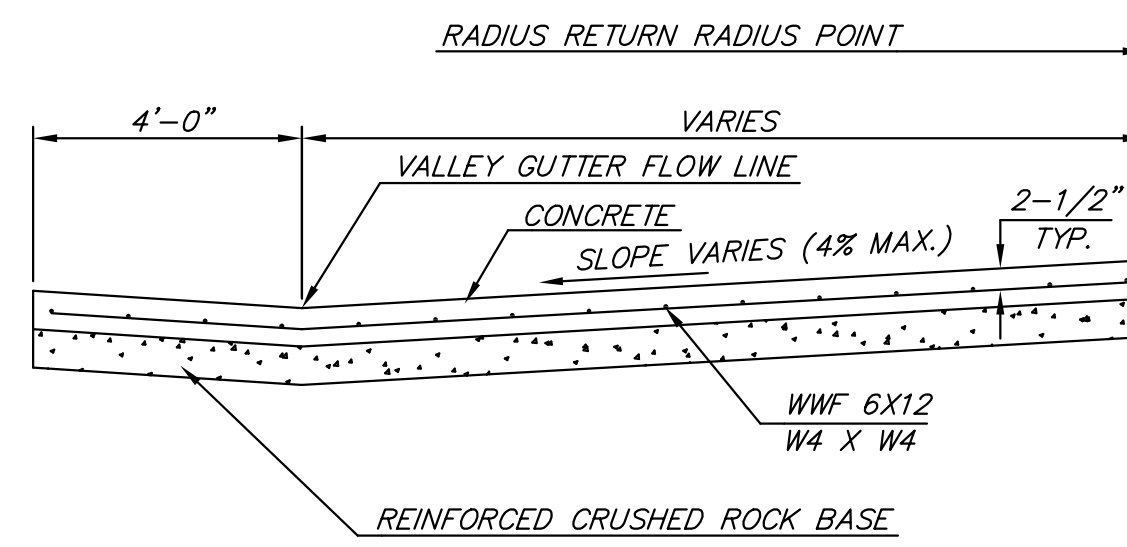 RADIUS RETURN RADIUS POINT
4'-0"
VARIES
VALLEY GUTTER FLOW LINE
2-1/2"
TYP.
CONCRETE
SLOPE VARIES (4% MAX.)
WWF 6X12
W4 X W4
REINFORCED CRUSHED ROCK BASE